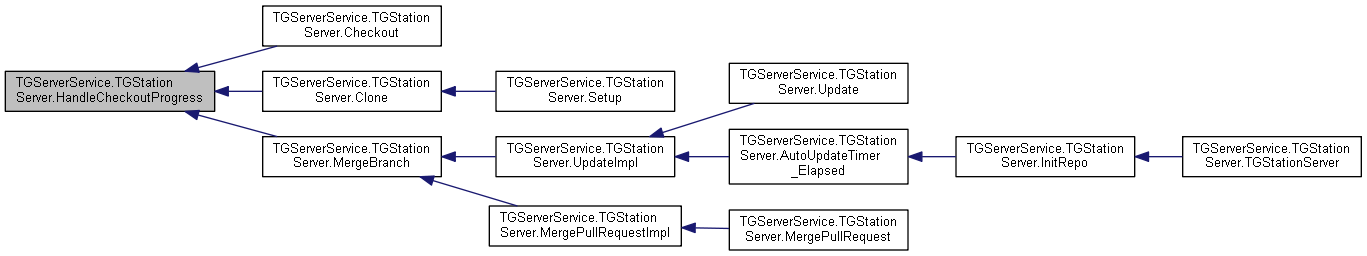 TGServerService.TGStation
Server.Checkout
TGServerService.TGStation
Server.HandleCheckoutProgress
TGServerService.TGStation
Server.Clone
TGServerService.TGStation
Server.Setup
TGServerService.TGStation
Server.Update
TGServerService.TGStation
Server.MergeBranch
TGServerService.TGStation
Server.UpdateImpl
TGServerService.TGStation
Server.AutoUpdateTimer
_Elapsed
TGServerService.TGStation
Server.InitRepo
TGServerService.TGStation
Server.TGStationServer
TGServerService.TGStation
Server.MergePullRequestImpl
TGServerService.TGStation
Server.MergePullRequest